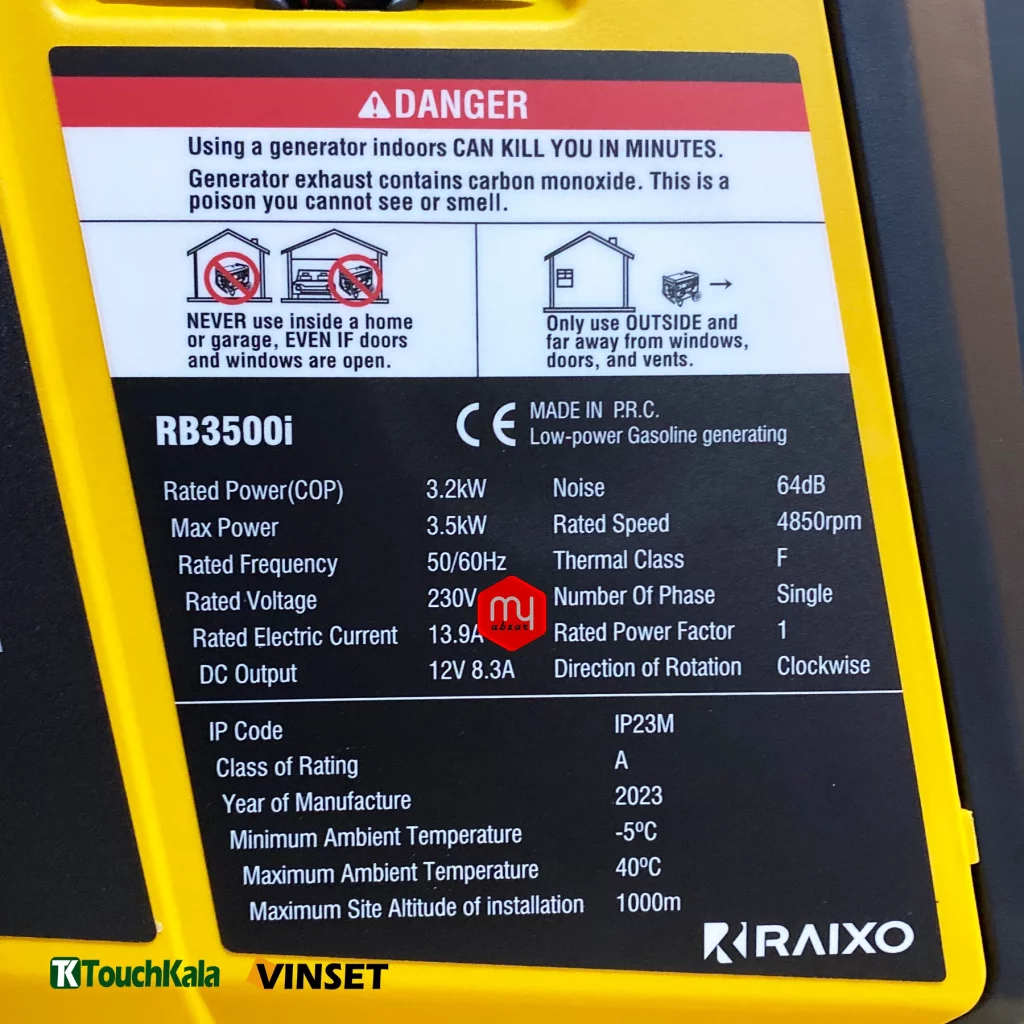 DANGER
Using a generator indoors CAN KILL YOU IN MINUTES.
Generator exhaust contains carbon monoxide. This is a
poison you cannot see or smell.
NEVER use inside a home
or garage, EVEN IF doors
and windows are open.
Only use OUTSIDE and
far away from windows,
doors, and vents.
RB3500i
CE MADE IN P.R.C.
Low-power Gasoline generating
Rated Power(COP) 3.2kW Noise 64dB
Max Power 3.5kW Rated Speed 4850rpm
Rated Frequency 50/60Hz Thermal Class F
Rated Voltage 230V Number Of Phase Single
Rated Electric Current 13.9A Rated Power Factor 1
DC Output 12V 8.3A Direction of Rotation Clockwise
my
abzar
IP Code IP23M
Class of Rating A
Year of Manufacture 2023
Minimum Ambient Temperature -5ºC
Maximum Ambient Temperature 40ºC
Maximum Site Altitude of installation 1000m
RAIXO
TK TouchKala VINSET